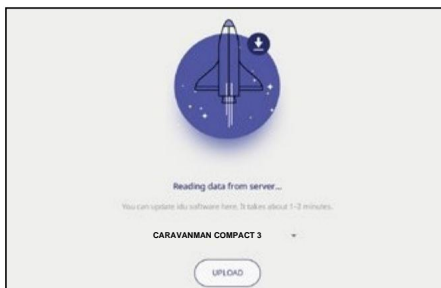 Reading data from server...
You can update idu software here. It takes about 1-2 minutes.
CARAVANMAN COMPACT 3
UPLOAD